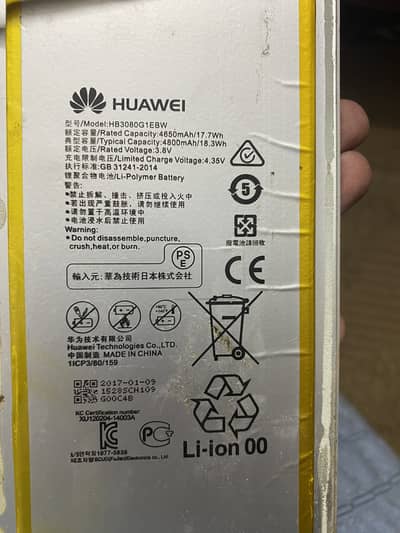 HUAWEI
型号/Model: HB3080G1EBW
额定容量/Rated Capacity: 4650mAh/17.7Wh
典型容量/Typical Capacity: 4800mAh/18.3Wh
额定电压/Rated Voltage: 3.8V
充电限制电压/Limited Charge Voltage: 4.35V
执行标准: GB 31241-2014
锂聚合物电池/Li-Polymer Battery
•禁止拆解、撞击、挤压或投入火中
•若出现严重鼓胀，请勿继续使用
•请勿置于高温环境中
•电池浸水后禁止使用
Warning:
•Do not disassemble,puncture,
crush,heat,or burn.
5
廢電池請回收
PS
E
輸入元: 華為技術日本株式会社
CE
华为技术有限公司
Huawei Technologies Co.,LTD.
中国制造 MADE IN CHINA
1ICP3/80/159
2017-01-09
1528SCH109
G00C4B
KC Certification number
XU120204-14003A
Li-ion 00